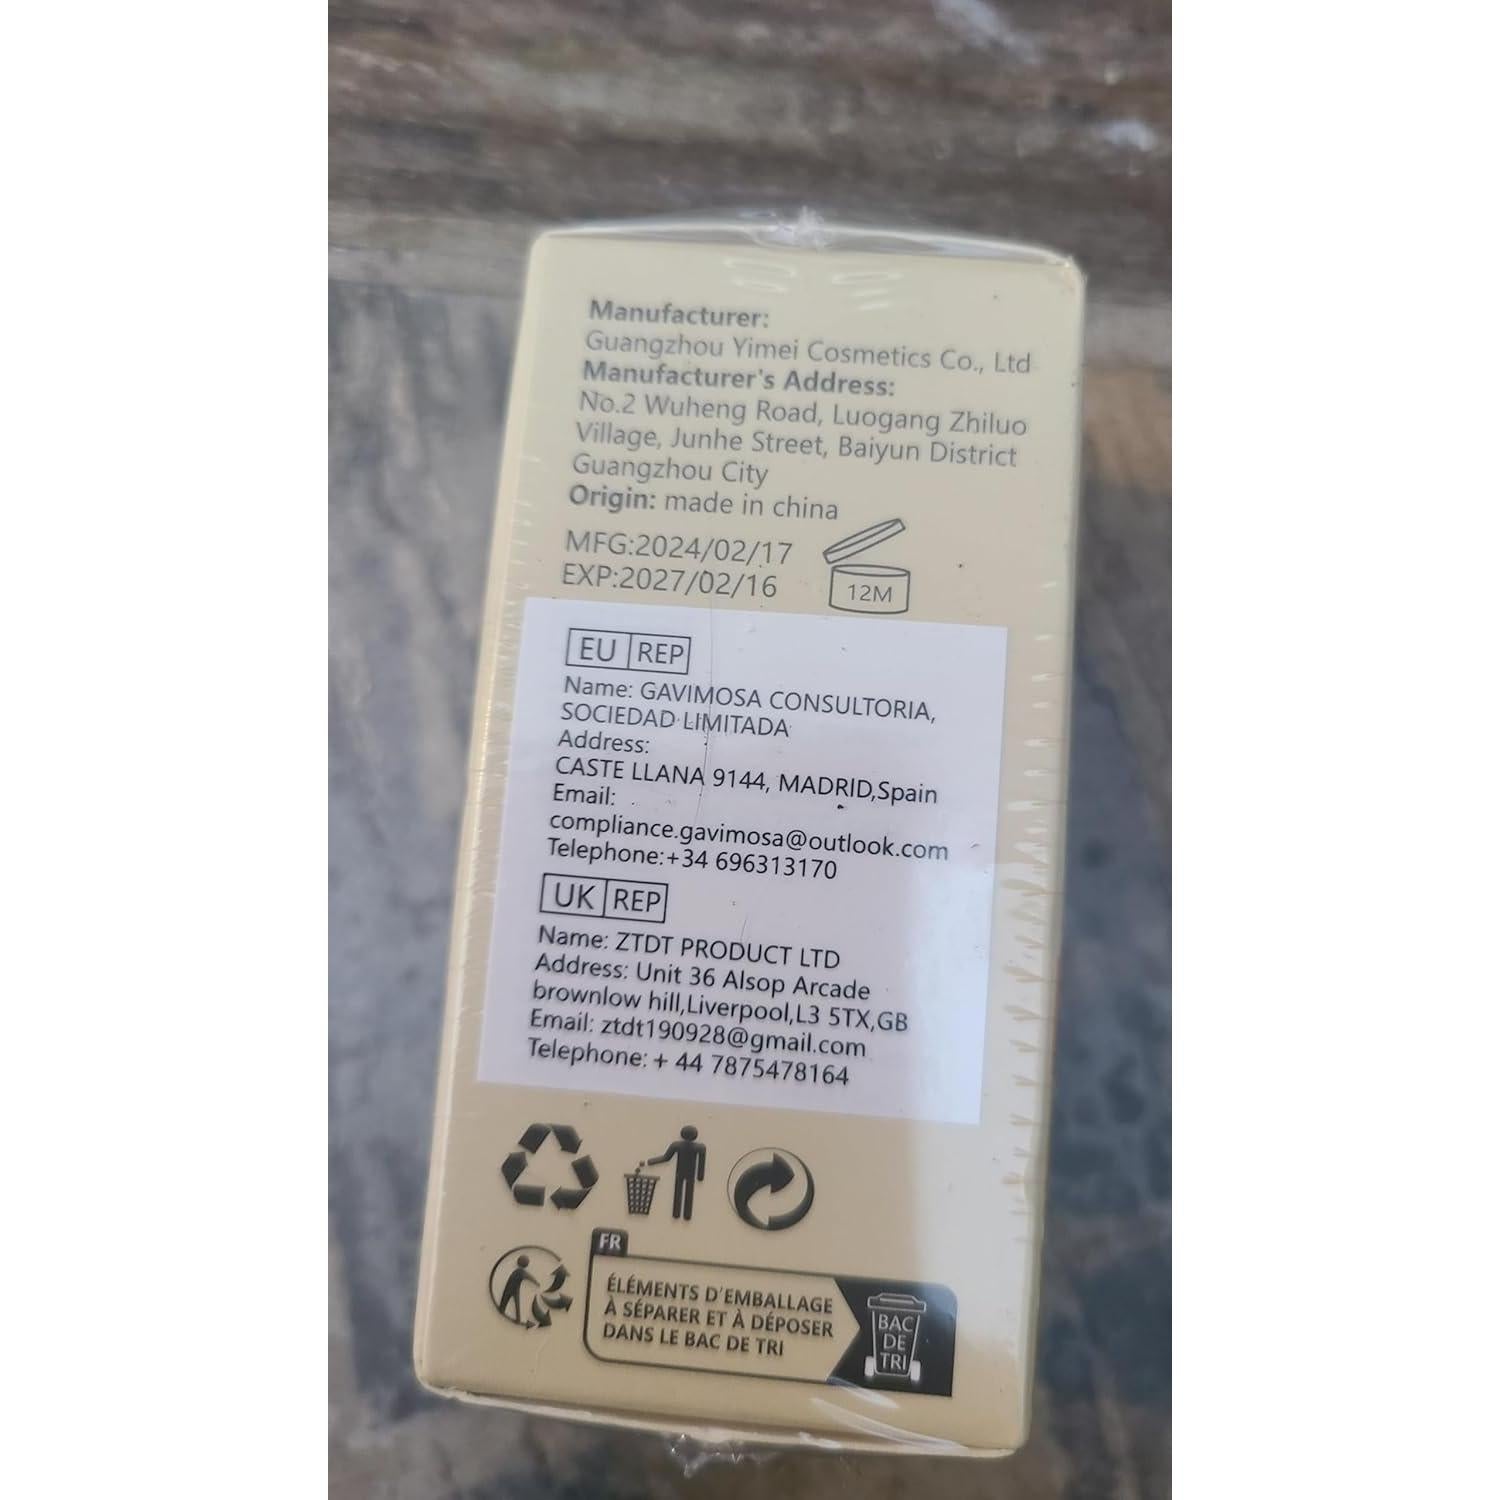 Manufacturer:
Guangzhou Yimei Cosmetics Co., Ltd
Manufacturer's Address:
No.2 Wuheng Road, Luogang Zhiluo
Village, Junhe Street, Baiyun District
Guangzhou City
Origin: made in china
MFG:2024/02/17
EXP:2027/02/16
12M
EU REP
Name: GAVIMOSA CONSULTORIA,
SOCIEDAD LIMITADA
Address:
CASTE LLANA 9144, MADRID,Spain
Email:
compliance.gavimosa@outlook.com
Telephone:+34 696313170
UK REP
Name: ZTDT PRODUCT LTD
Address: Unit 36 Alsop Arcade
brownlow hill,Liverpool,L3 5TX,GB
Email: ztdt190928@gmail.com
Telephone: + 44 7875478164
FR
ÉLÉMENTS D'EMBALLAGE
À SÉPARER ET À DÉPOSER
DANS LE BAC DE TRI
BAC
DE
TRI